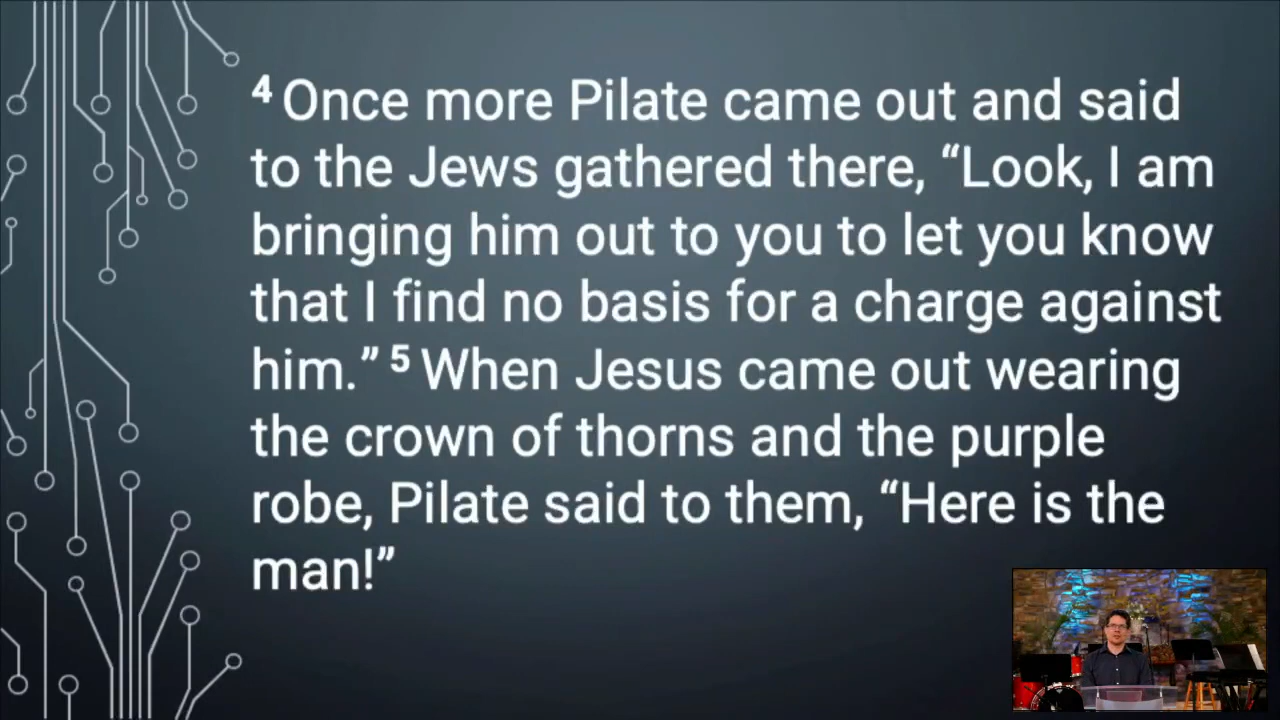 4 Once more Pilate came out and said
to the Jews gathered there, “Look, I am
bringing him out to you to let you know
that I find no basis for a charge against
him.” 5 When Jesus came out wearing
the crown of thorns and the purple
robe, Pilate said to them, “Here is the
man!”